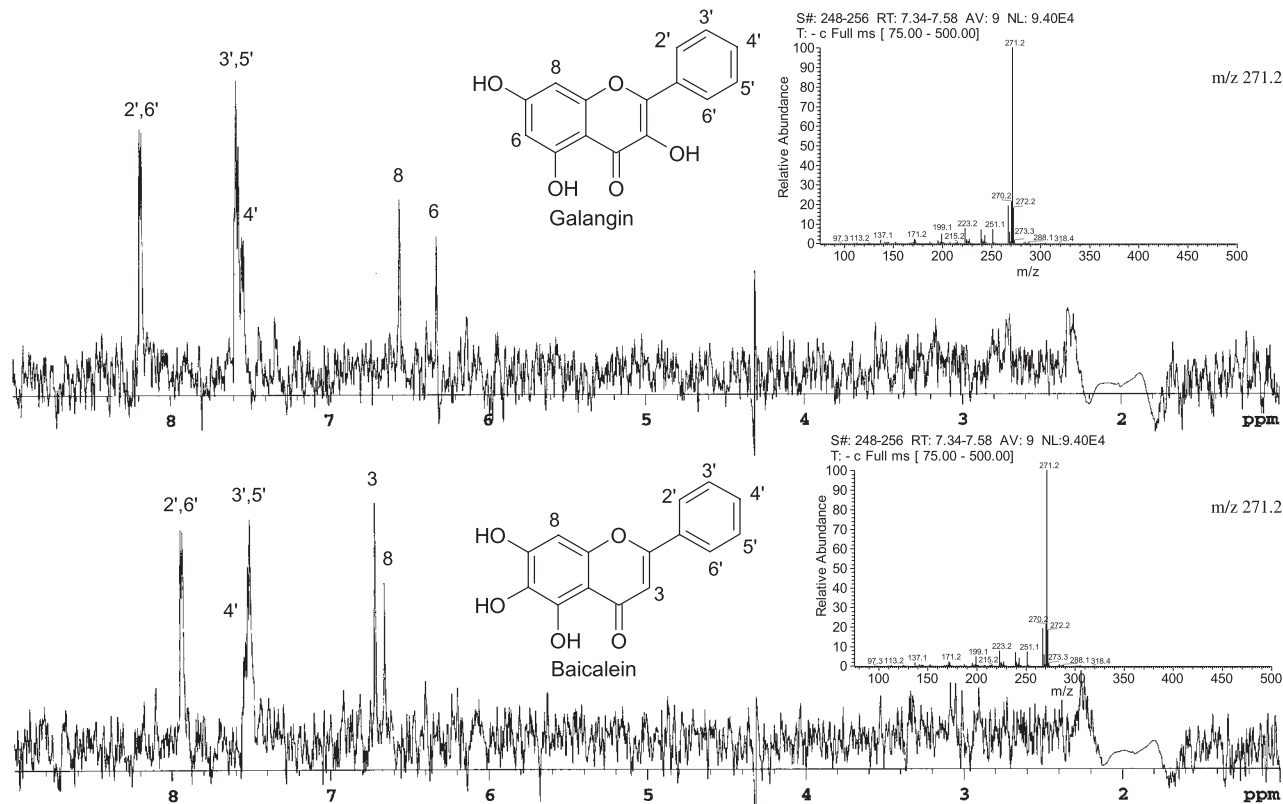 S#: 248-256 RT: 7.34-7.58 AV: 9 NL: 9.40E4
T: - c Full ms [ 75.00 - 500.00]
271.2
m/z 271.2
100
90
80
70
60
50
40
30
20
10
0
Relative Abundance
270.2
272.2
97.3 113.2 137.1 171.2 199.1 215.2 223.2 251.1 273.3 288.1 318.4
100 150 200 250 300 350 400 450 500
m/z
3',5'
2',6'
4'
8
6
3'
2'
4'
5'
6'
8
HO
O
6
OH
OH
O
Galangin
8 7 6 5 4 3 2 ppm
S#: 248-256 RT: 7.34-7.58 AV: 9 NL:9.40E4
T: - c Full ms [ 75.00 - 500.00]
271.2
m/z 271.2
100
90
80
70
60
50
40
30
20
10
0
Relative Abundance
270.2
272.2
97.3 113.2 137.1 171.2 199.1 215.2 223.2 251.1 273.3 288.1 318.4
100 150 200 250 300 350 400 450 500
m/z
3
3',5'
2',6'
8
4'
3'
2'
4'
5'
6'
8
HO
O
HO
3
OH
O
Baicalein
8 7 6 5 4 3 2 ppm